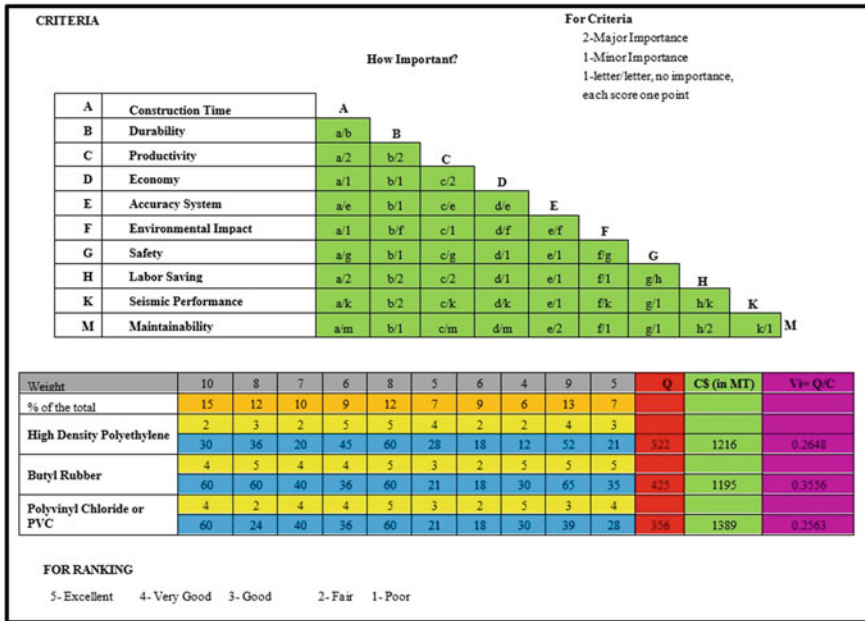 CRITERIA
For Criteria
2-Major Importance
1-Minor Importance
1-letter/letter, no importance,
each score one point
How Important?
A Construction Time A
B Durability a/b B
C Productivity a/2 b/2 C
D Economy a/1 b/1 c/2 D
E Accuracy System a/e b/1 c/e d/e E
F Environmental Impact a/1 b/f c/1 d/f e/f F
G Safety a/g b/1 c/g d/1 e/1 f/g G
H Labor Saving a/2 b/2 c/2 d/1 e/1 f/1 g/h H
K Seismic Performance a/k b/2 c/k d/k e/1 f/k g/1 h/k K
M Maintainability a/m b/1 c/m d/m e/2 f/1 g/1 h/2 k/1 M
Weight 10 8 7 6 8 5 6 4 9 5 Q C$ (in MT) Vi= Q/C
% of the total 15 12 10 9 12 7 9 6 13 7
High Density Polyethylene 2 3 2 5 5 4 2 2 4 3
30 36 20 45 60 28 18 12 52 21 322 1216 0.2648
Butyl Rubber 4 5 4 4 5 3 2 5 5 5
60 60 40 36 60 21 18 30 65 35 425 1195 0.3556
Polyvinyl Chloride or 4 2 4 4 5 3 2 5 3 4
PVC 60 24 40 36 60 21 18 30 39 28 356 1389 0.2563
FOR RANKING
5- Excellent 4- Very Good 3- Good 2- Fair 1- Poor